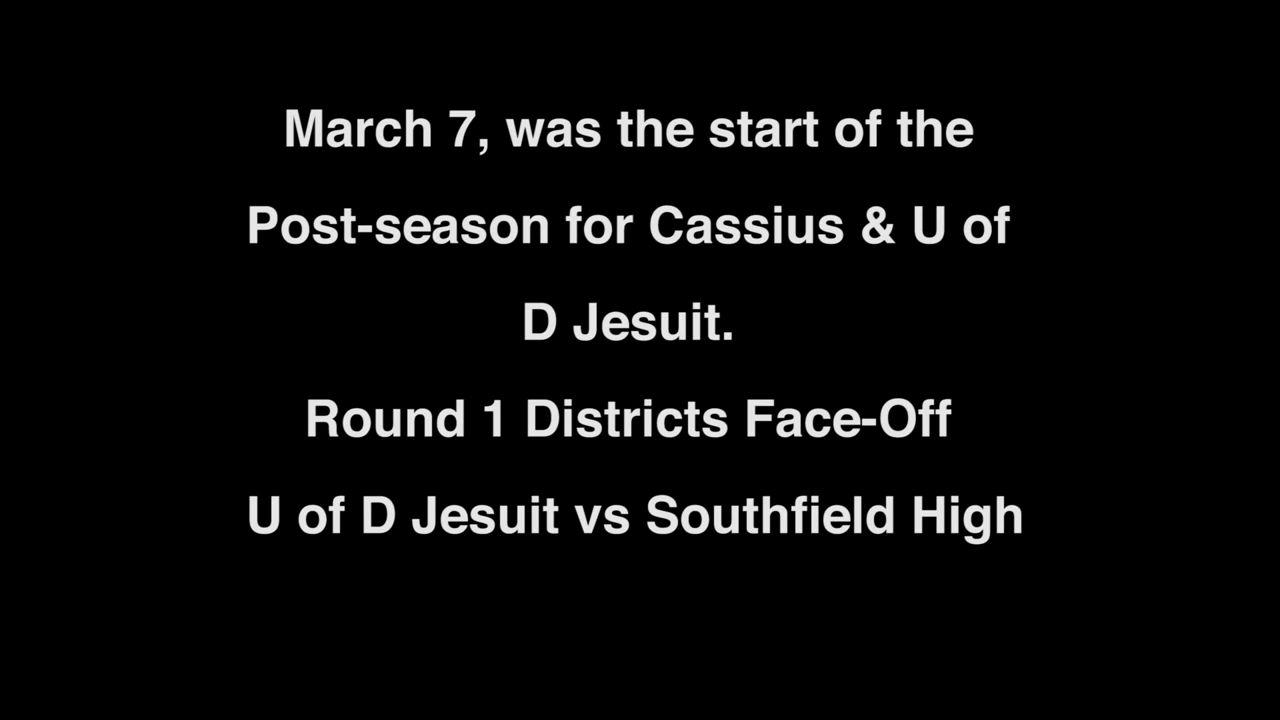 March 7, was the start of the
Post-season for Cassius & U of
D Jesuit.
Round 1 Districts Face-Off
U of D Jesuit vs Southfield High